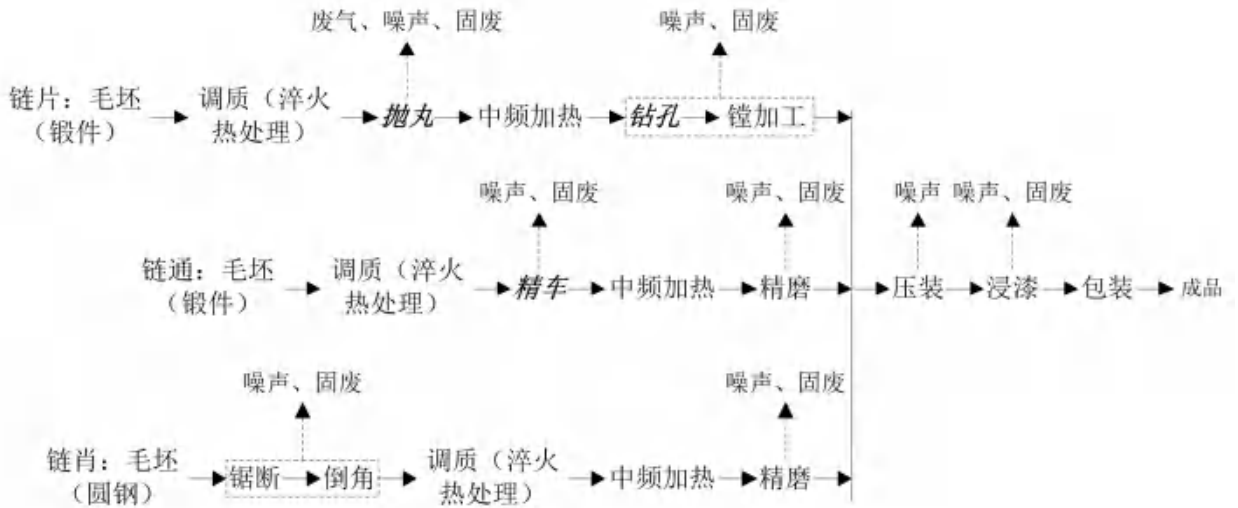 废气、噪声、固废
噪声、固废
链片：毛坯
（锻件）
调质（淬火
热处理）
抛丸
中频加热
钻孔
镗加工
噪声、固废
噪声、固废
噪声
噪声、固废
链通：毛坯
（锻件）
调质（淬火
热处理）
精车
中频加热
精磨
压装
浸漆
包装
成品
噪声、固废
噪声、固废
链肖：毛坯
（圆钢）
锯断
倒角
调质（淬火
热处理）
中频加热
精磨